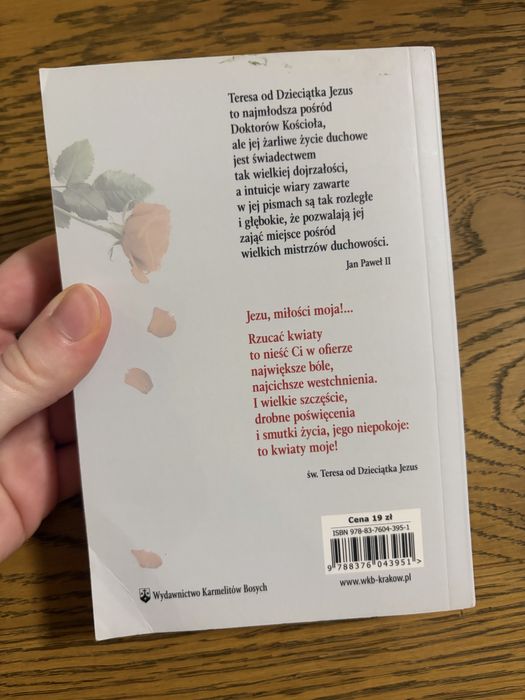 Teresa od Dzieciątka Jezus
to najmłodsza pośród
Doktorów Kościoła,
ale jej żarliwe życie duchowe
jest świadectwem
tak wielkiej dojrzałości,
a intuicje wiary zawarte
w jej pismach są tak rozległe
i głębokie, że pozwalają jej
zająć miejsce pośród
wielkich mistrzów duchowości.
Jan Paweł II
Jezu, miłości moja!...
Rzucać kwiaty
to nieść Ci w ofierze
największe bóle,
najcichsze westchnienia.
I wielkie szczęście,
drobne poświęcenia
i smutki życia, jego niepokoje:
to kwiaty moje!
św. Teresa od Dzieciątka Jezus
Cena 19 zł
ISBN 978-83-7604-395-1
9 788376 043951 >
www.wkb-krakow.pl
Wydawnictwo Karmelitów Bosych